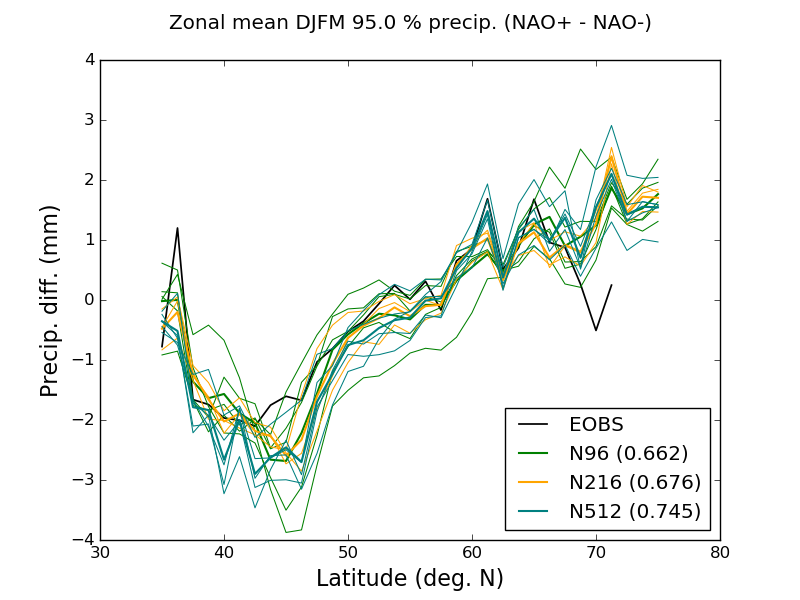 Zonal mean DJFM 95.0 % precip. (NAO+ - NAO-)
4
3
2
1
0
−1
−2
−3
−4
Precip. diff. (mm)
30
40
50
60
70
80
Latitude (deg. N)
EOBS
N96 (0.662)
N216 (0.676)
N512 (0.745)